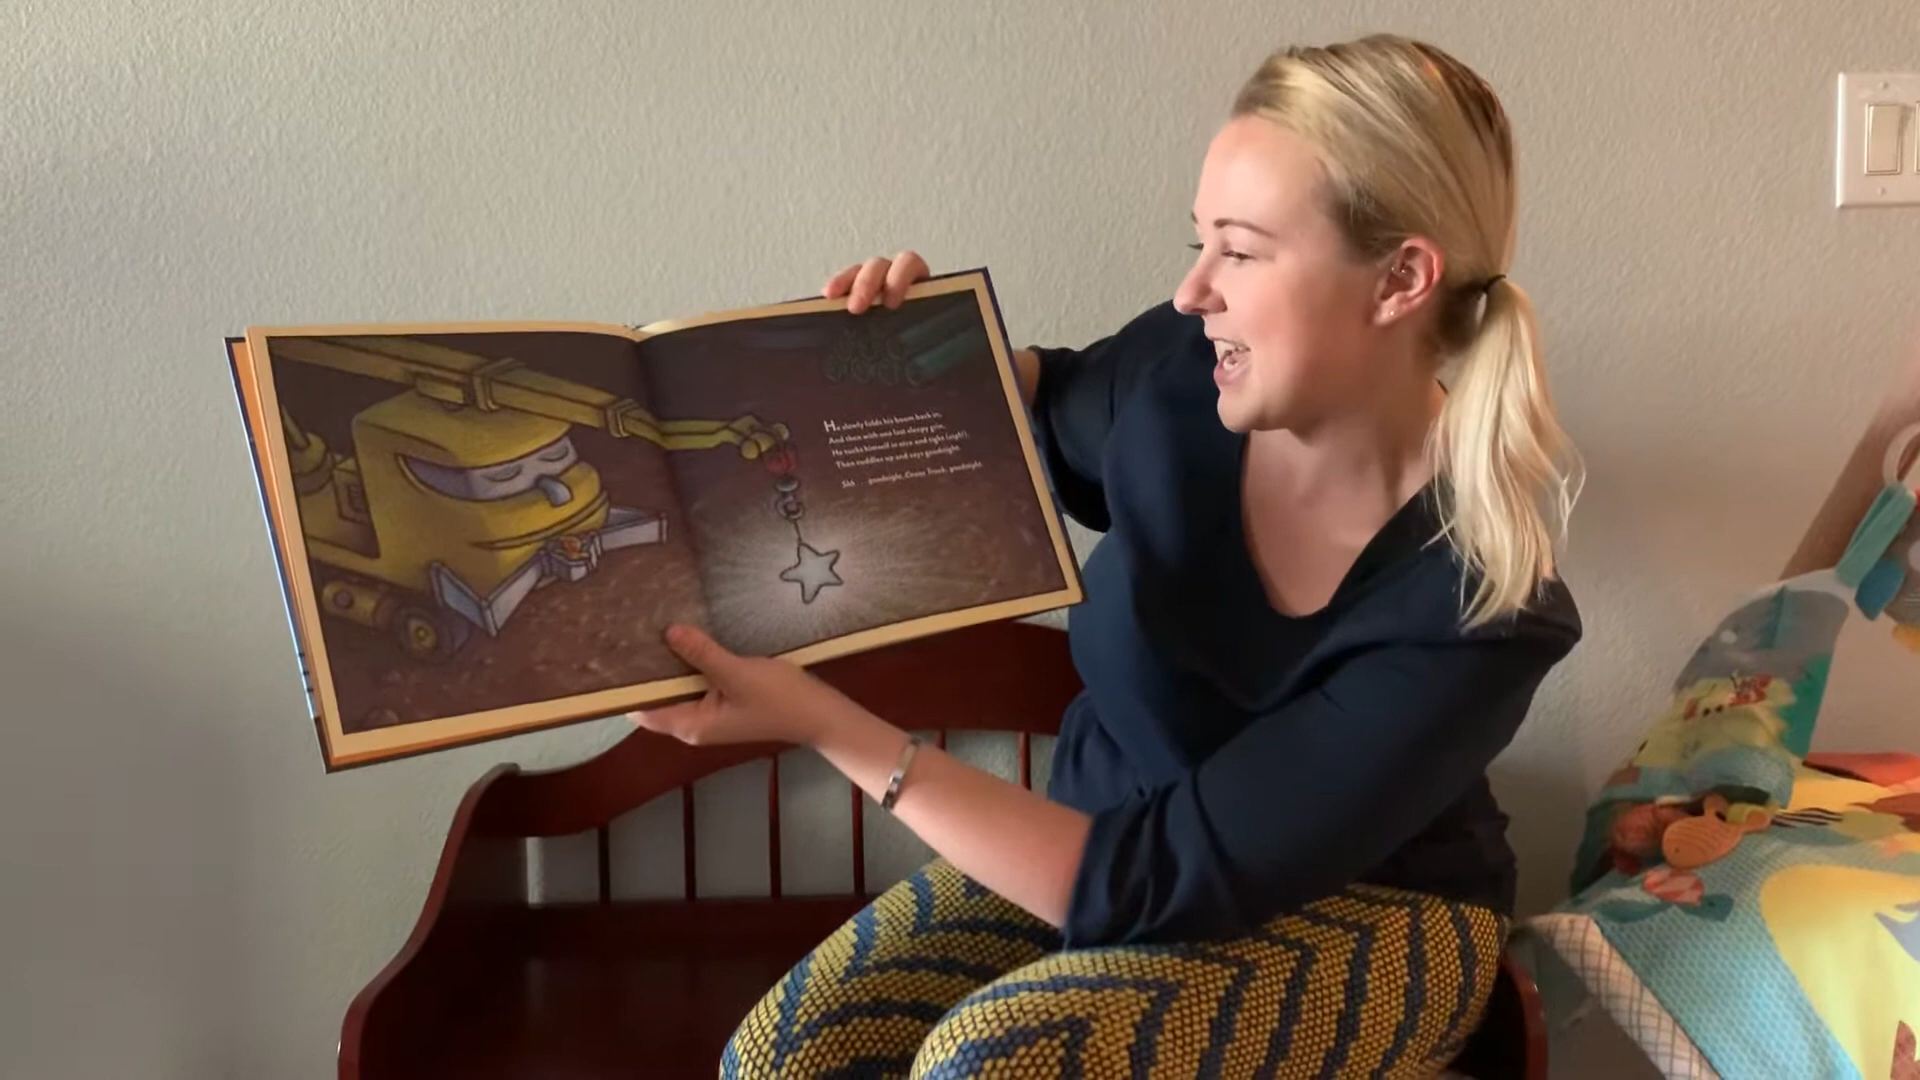 He slowly folds his boom back in,
And then with one last sleepy grin,
He tucks himself in nice and tight (sigh!),
Then cuddles up and says goodnight.
Shh . . . goodnight, Crane Truck, goodnight.